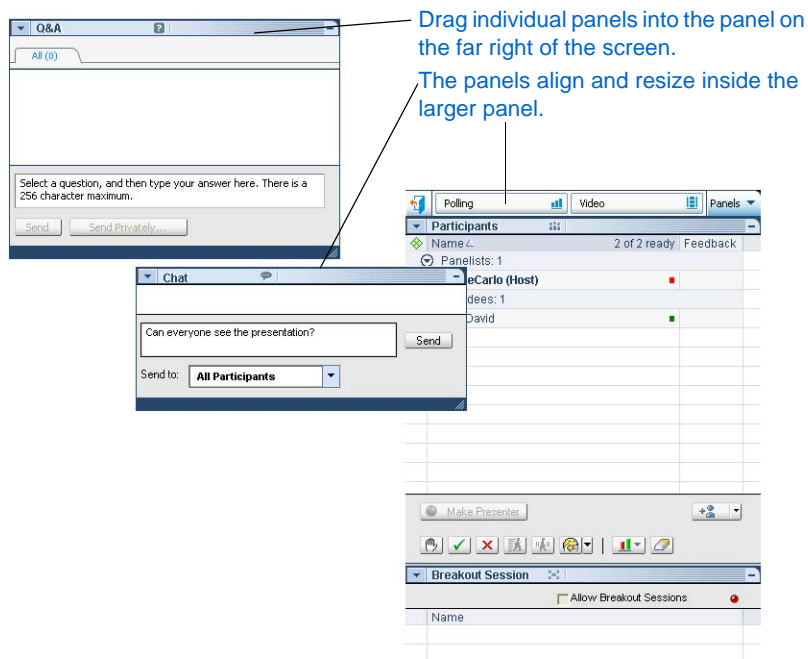 Drag individual panels into the panel on
the far right of the screen.
The panels align and resize inside the
larger panel.
Q&A
All (0)
Select a question, and then type your answer here. There is a
256 character maximum.
Send Send Privately...
Polling Video Panels
Participants
Name 2 of 2 ready Feedback
Panelists: 1
eCarlo (Host)
dees: 1
David
Chat
Can everyone see the presentation?
Send
Send to: All Participants
Make Presenter
Breakout Session
Allow Breakout Sessions
Name